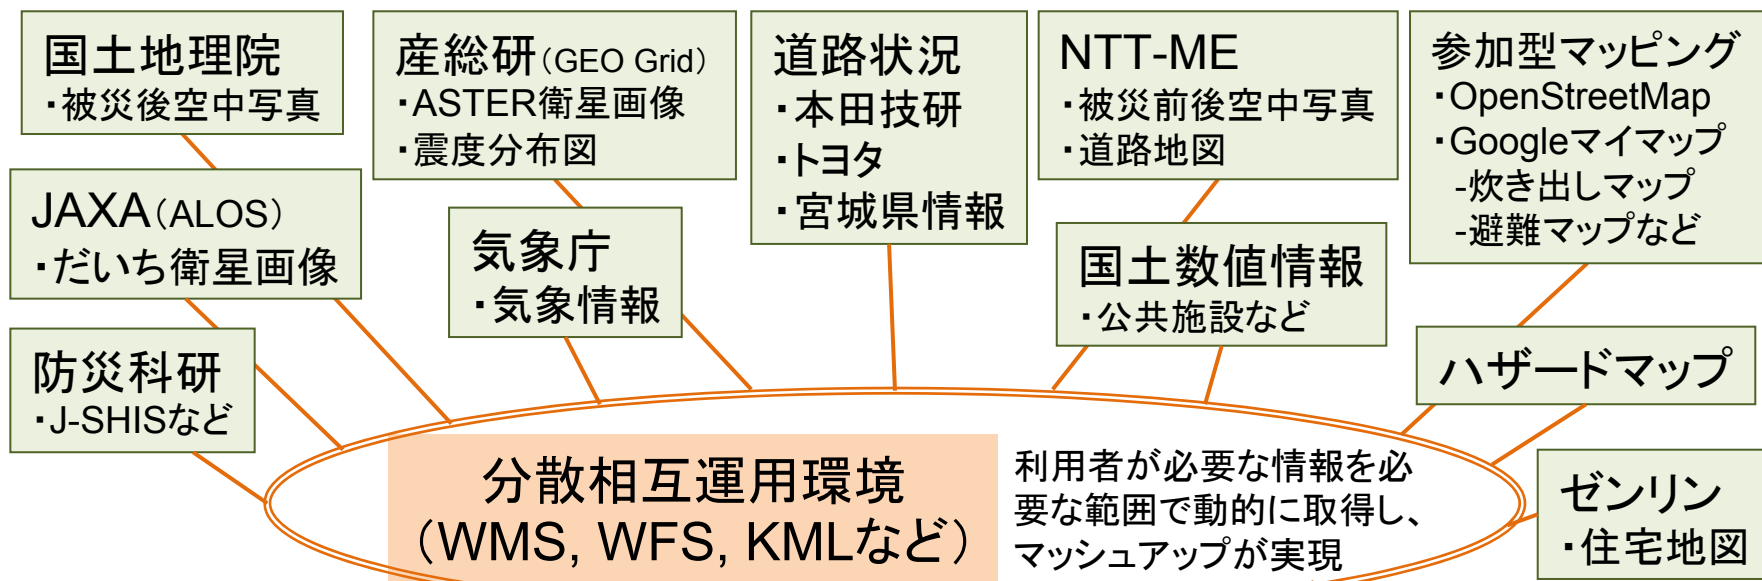 国土地理院
・被災後空中写真
産総研(GEO Grid)
・ASTER衛星画像
・震度分布図
道路状況
・本田技研
・トヨタ
・宮城県情報
NTT-ME
・被災前後空中写真
・道路地図
参加型マッピング
・OpenStreetMap
・Googleマイマップ
-炊き出しマップ
-避難マップなど
JAXA(ALOS)
・だいち衛星画像
気象庁
・気象情報
国土数値情報
・公共施設など
防災科研
・J-SHISなど
ハザードマップ
分散相互運用環境
(WMS, WFS, KMLなど)
利用者が必要な情報を必
要な範囲で動的に取得し、
マッシュアップが実現
ゼンリン
・住宅地図